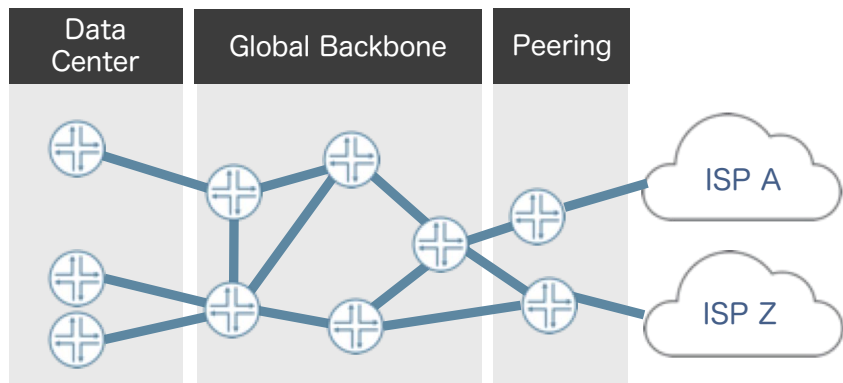 Data
Center
Global Backbone
Peering
ISP A
ISP Z